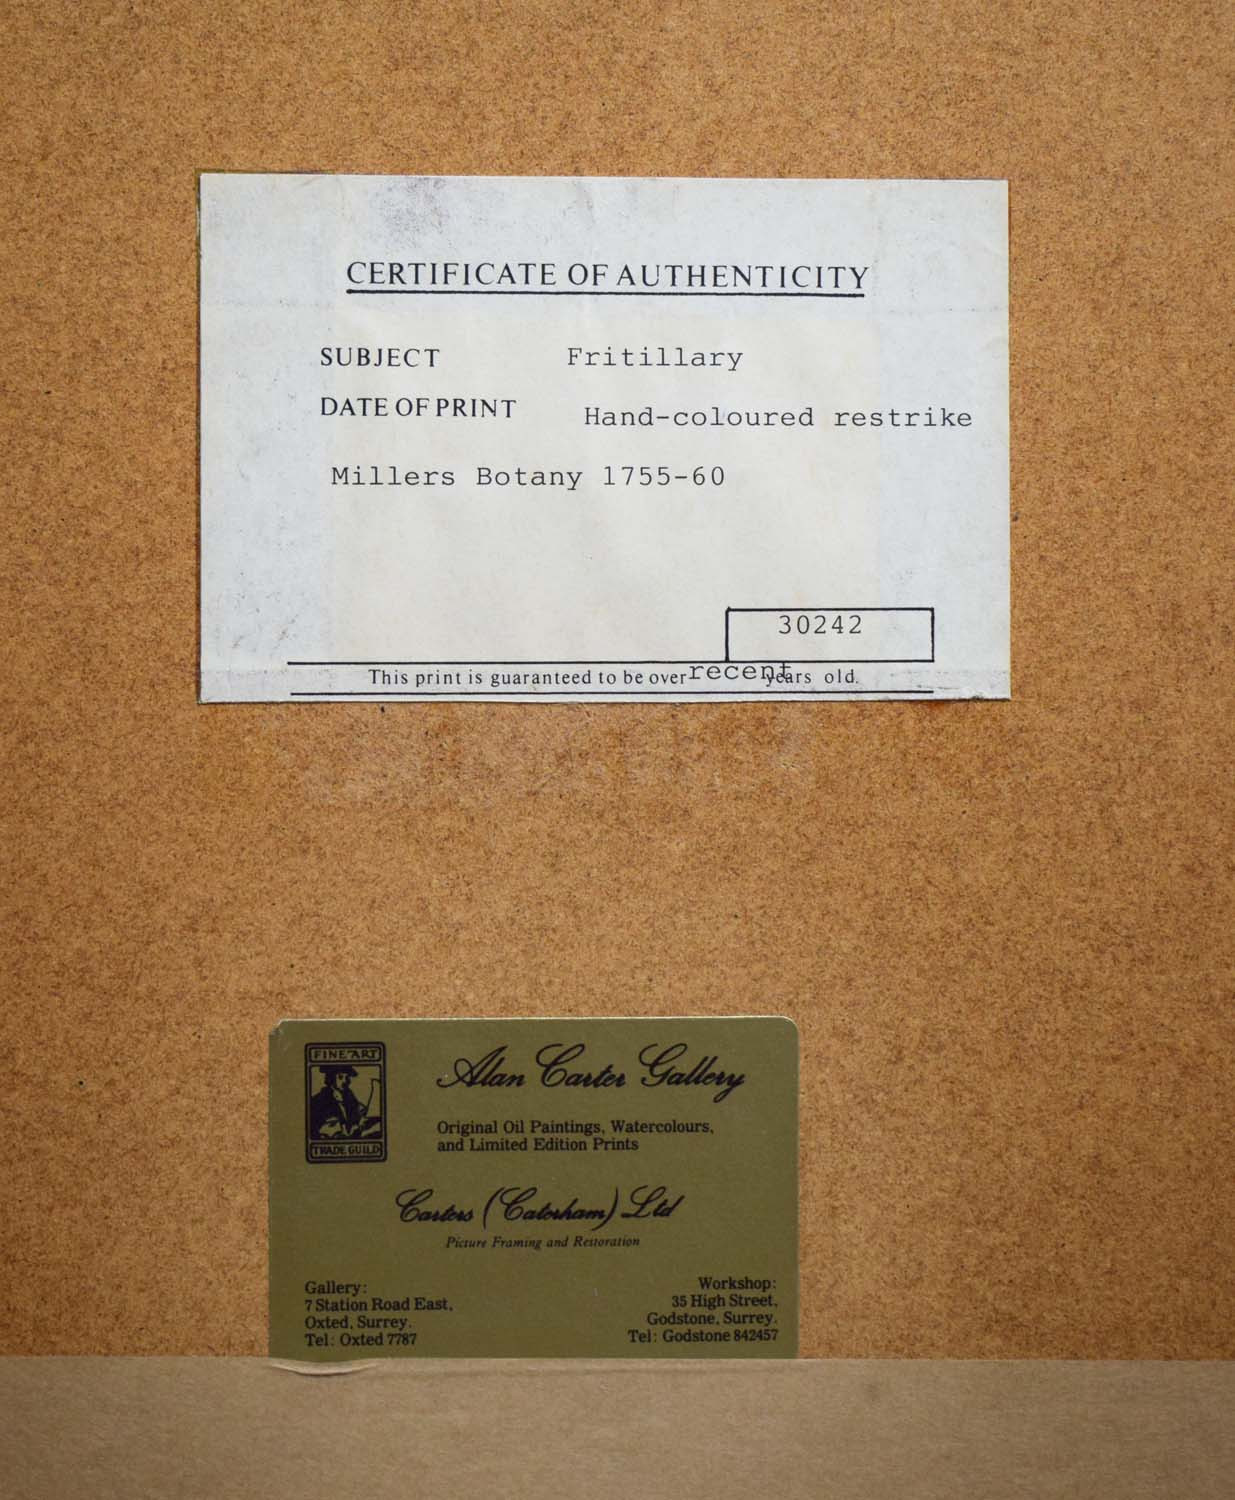 CERTIFICATE OF AUTHENTICITY
SUBJECT Fritillary
DATE OF PRINT Hand-coloured restrike
Millers Botany 1755-60
30242
This print is guaranteed to be over recent years old.
FINE ART
TRADE GUILD
Alan Carter Gallery
Original Oil Paintings, Watercolours,
and Limited Edition Prints
Carters (Caterham) Ltd
Picture Framing and Restoration
Gallery:
7 Station Road East,
Oxted, Surrey.
Tel: Oxted 7787
Workshop:
35 High Street,
Godstone, Surrey.
Tel: Godstone 842457